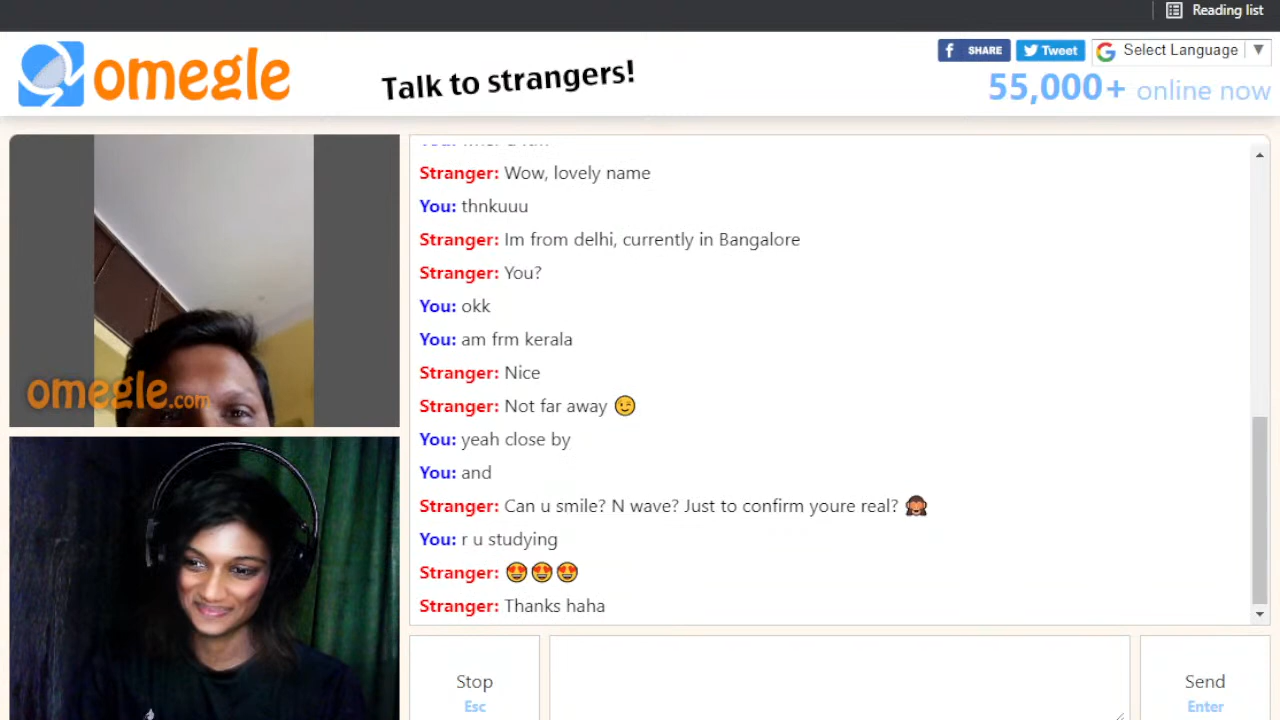 Reading list
omegle
Talk to strangers!
SHARE
Tweet
Select Language
55,000+ online now
omegle.com
Stranger: Wow, lovely name
You: thnkuuu
Stranger: Im from delhi, currently in Bangalore
Stranger: You?
You: okk
You: am frm kerala
Stranger: Nice
Stranger: Not far away 😉
You: yeah close by
You: and
Stranger: Can u smile? N wave? Just to confirm youre real? 🙈
You: r u studying
Stranger: 😍😍😍
Stranger: Thanks haha
Stop
Esc
Send
Enter